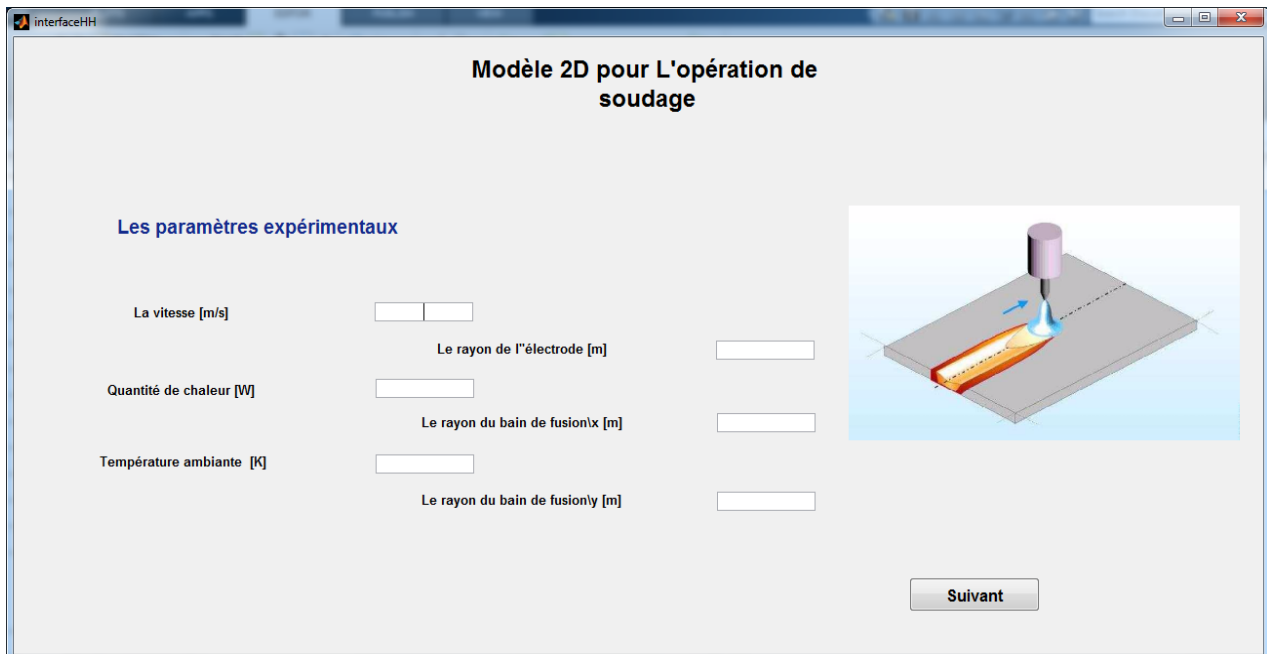 interfaceHH
Modèle 2D pour L'opération de
soudage
Les paramètres expérimentaux
La vitesse [m/s]
Le rayon de l''électrode [m]
Quantité de chaleur [W]
Le rayon du bain de fusion\x [m]
Température ambiante [K]
Le rayon du bain de fusion\y [m]
Suivant